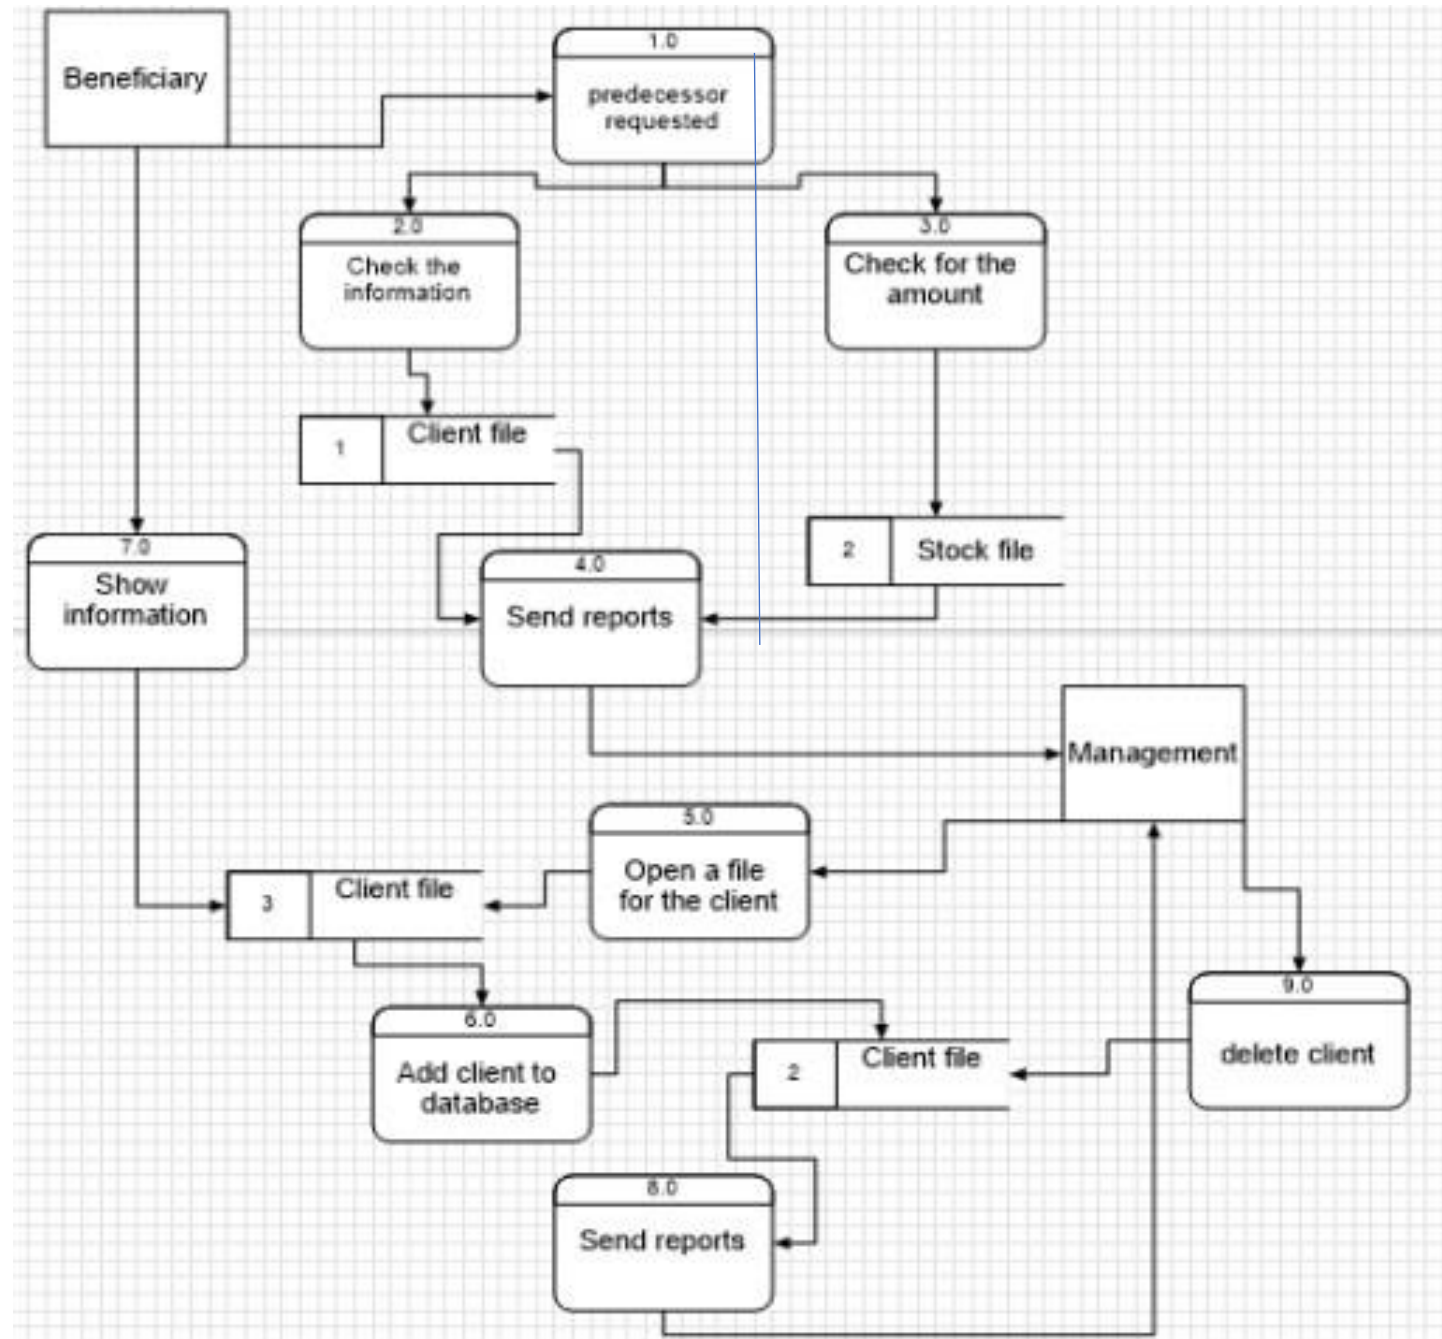 Beneficiary
1.0
predecessor
requested
2.0
Check the
information
3.0
Check for the
amount
1
Client file
2
Stock file
7.0
Show
information
4.0
Send reports
Management
5.0
Open a file
for the client
3
Client file
9.0
delete client
6.0
Add client to
database
2
Client file
8.0
Send reports